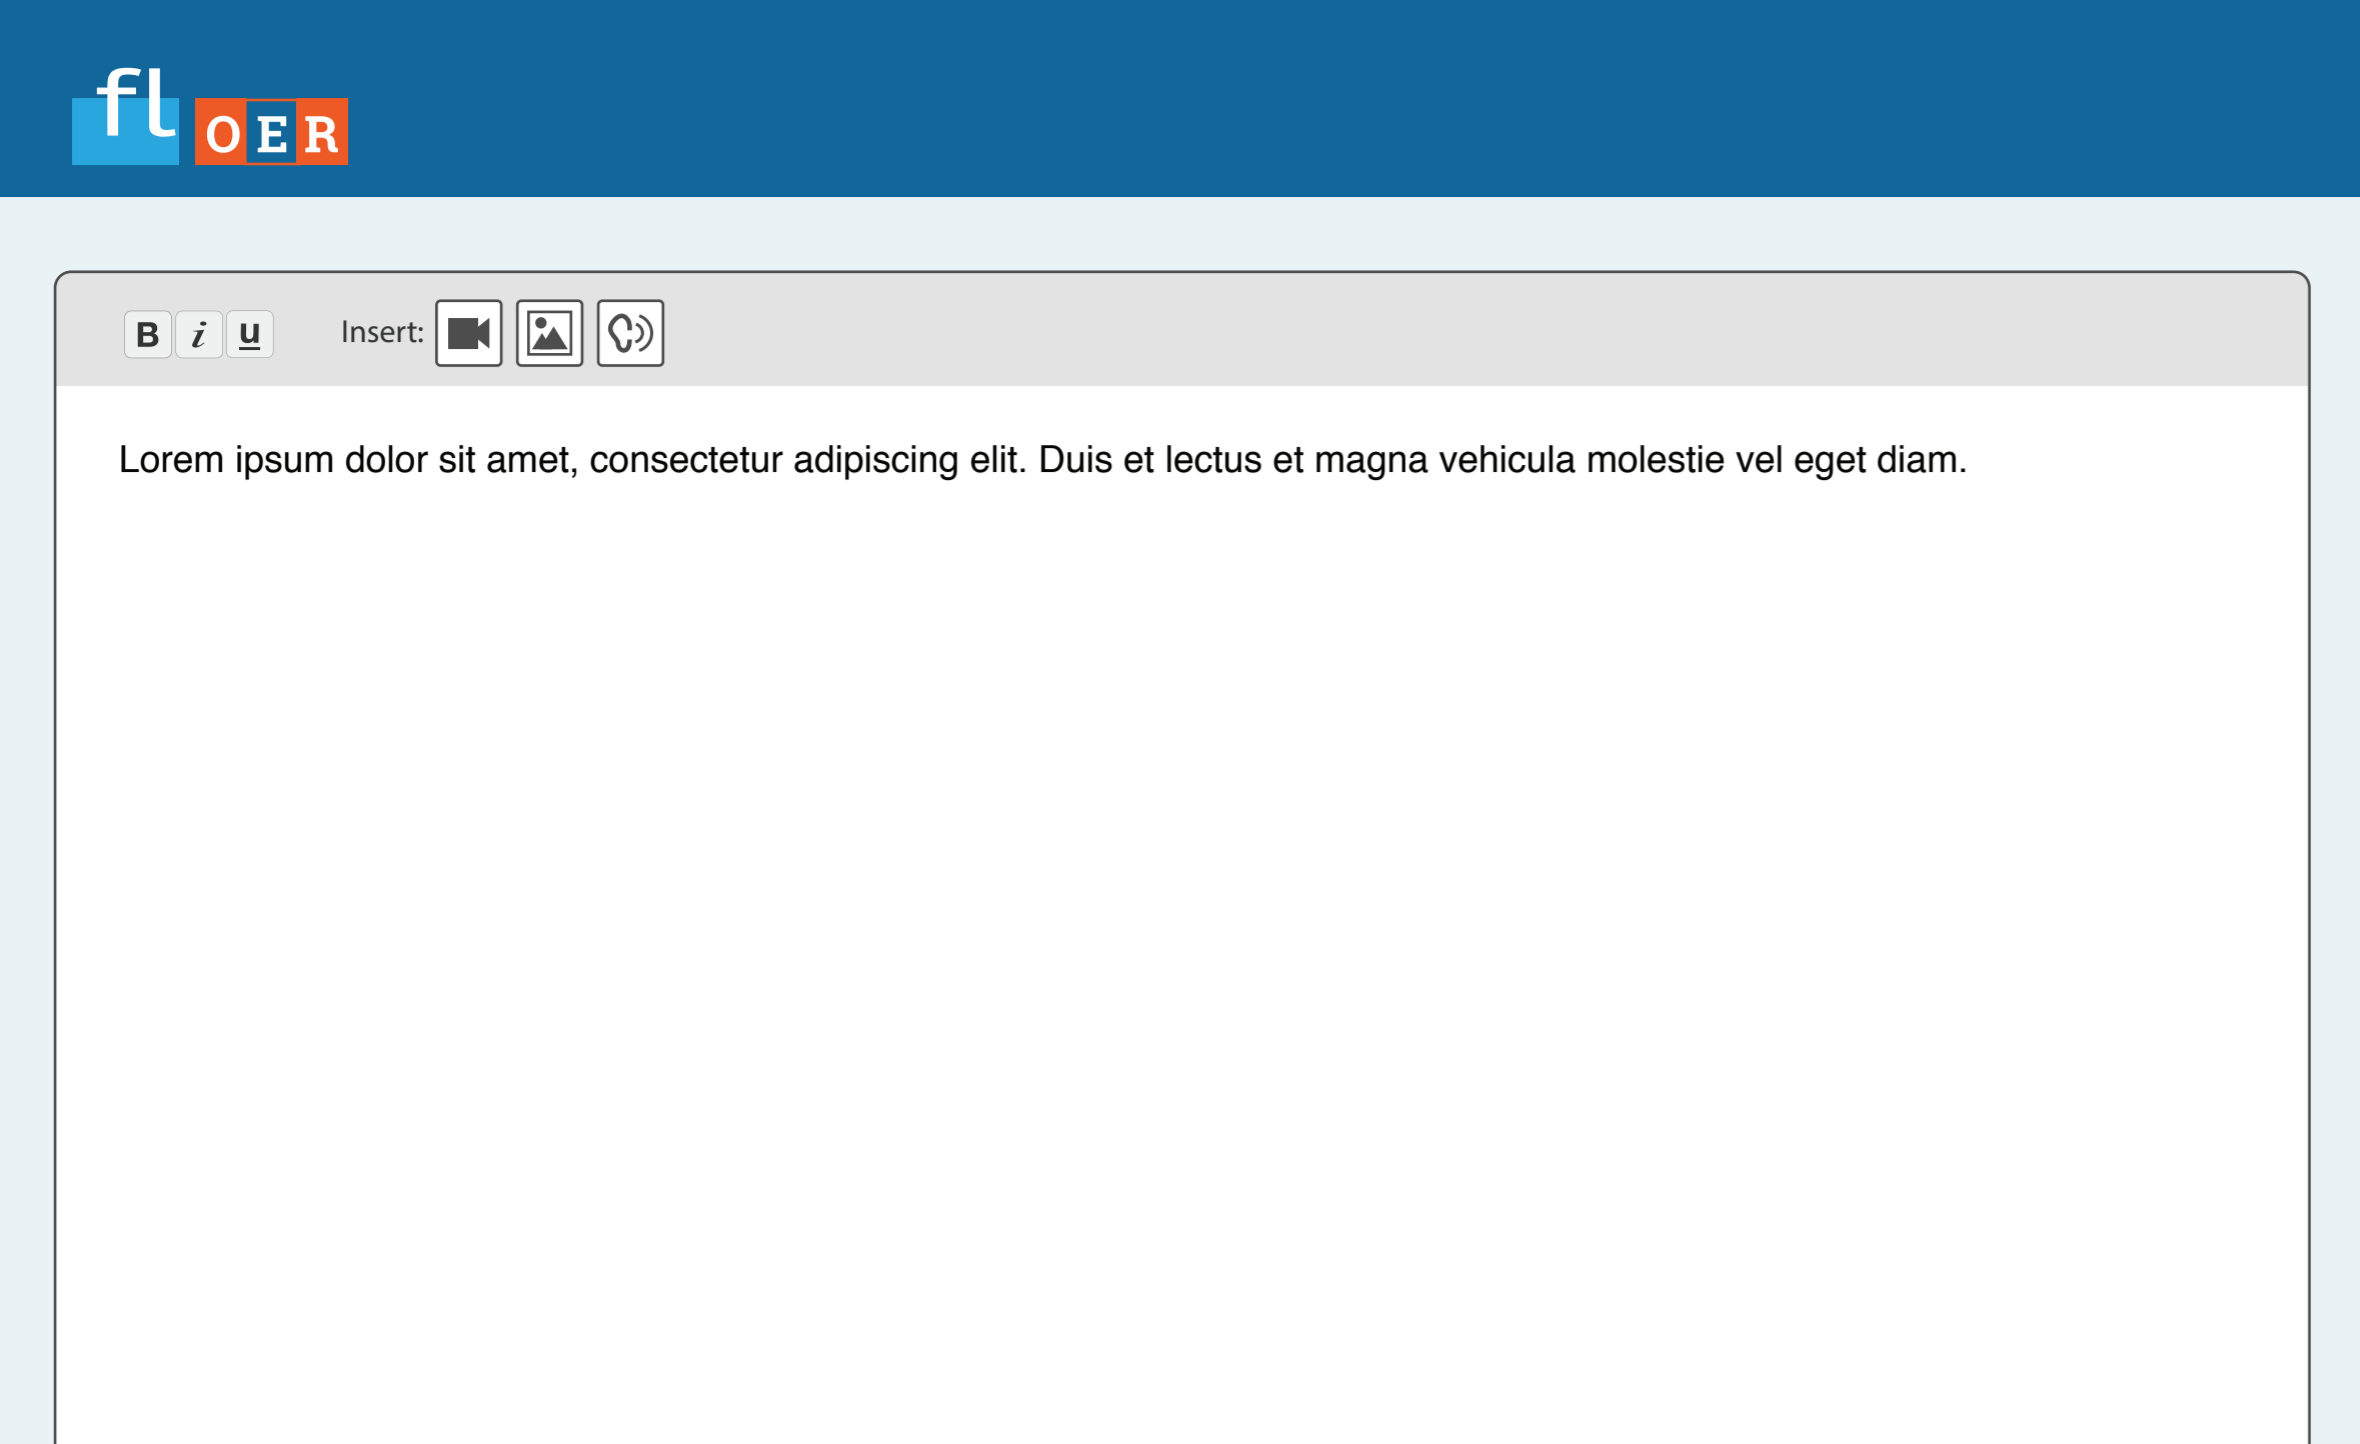 fl OER
B i u Insert:
Lorem ipsum dolor sit amet, consectetur adipiscing elit. Duis et lectus et magna vehicula molestie vel eget diam.